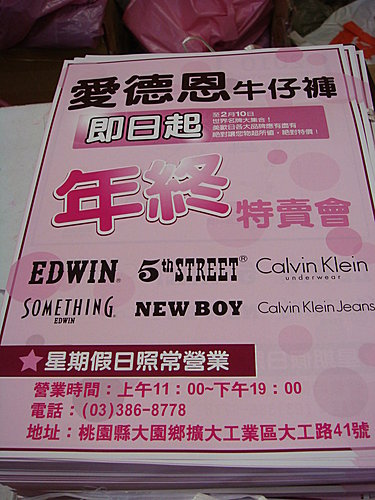 愛德恩牛仔褲
即日起
至2月10日
世界名牌大集合！
美歐日各大品牌應有盡有
絕對讓您物超所值，絕對特價！
年終特賣會
EDWIN® 5th STREET® Calvin Klein
underwear
SOMETHING® NEW BOY Calvin Klein Jeans
EDWIN
★星期假日照常營業
營業時間：上午11：00~下午19：00
電話：(03)386-8778
地址：桃園縣大園鄉擴大工業區大工路41號